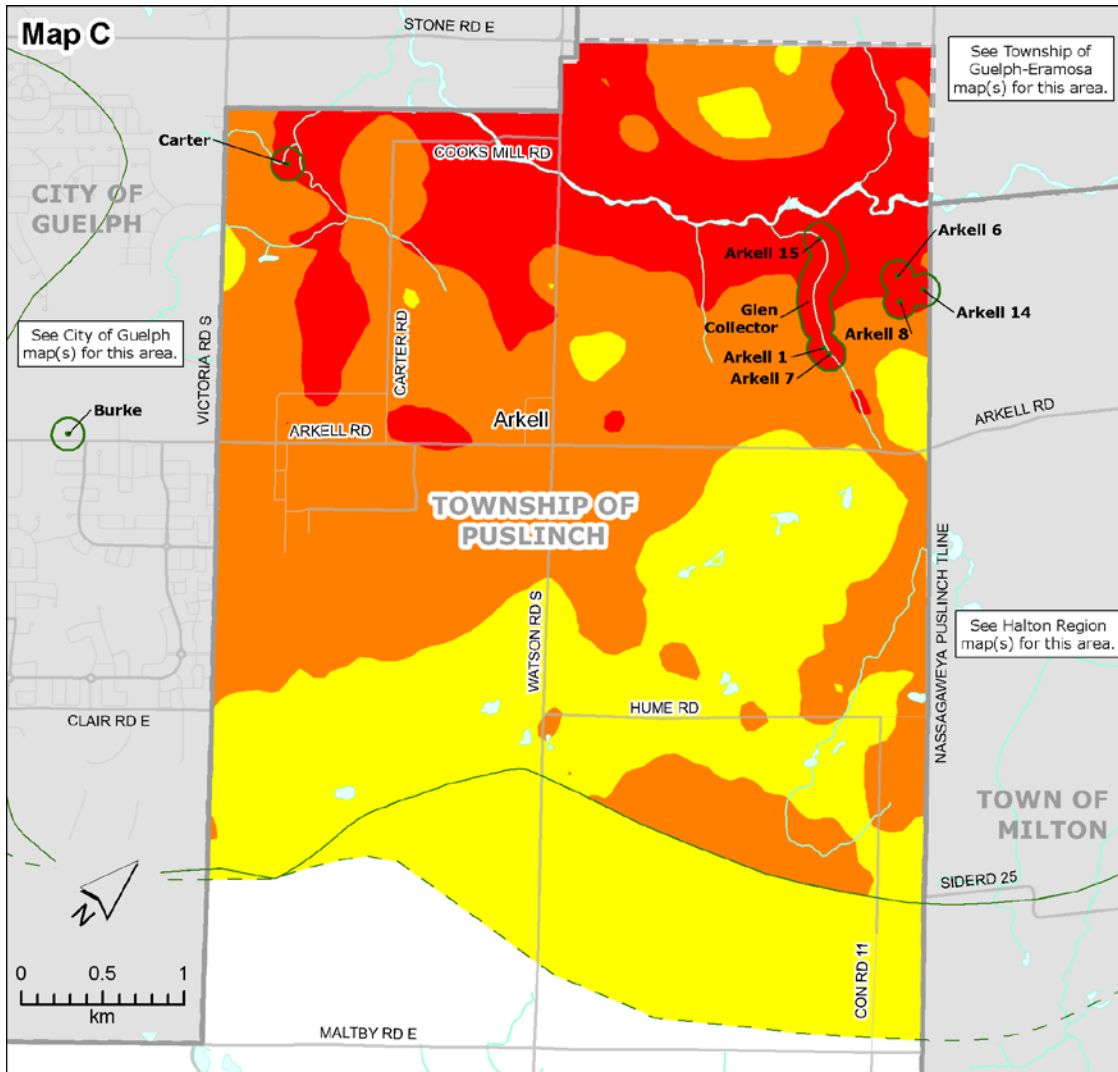 Map C
STONE RD E
See Township of
Guelph-Eramosa
map(s) for this area.
Carter
COOKS MILL RD
CITY OF
GUELPH
Arkell 6
Arkell 15
Glen
Collector
Arkell 14
Arkell 8
VICTORIA RD S
CARTER RD
See City of Guelph
map(s) for this area.
Arkell 1
Arkell 7
Burke
Arkell
ARKELL RD
ARKELL RD
TOWNSHIP OF
PUSLINCH
NASSAGAWEYA PUSLINCH TLINE
WATSON RD S
See Halton Region
map(s) for this area.
CLAIR RD E
HUME RD
TOWN OF
MILTON
SIDERD 25
N
0 0.5 1
km
CON RD 11
MALTBY RD E